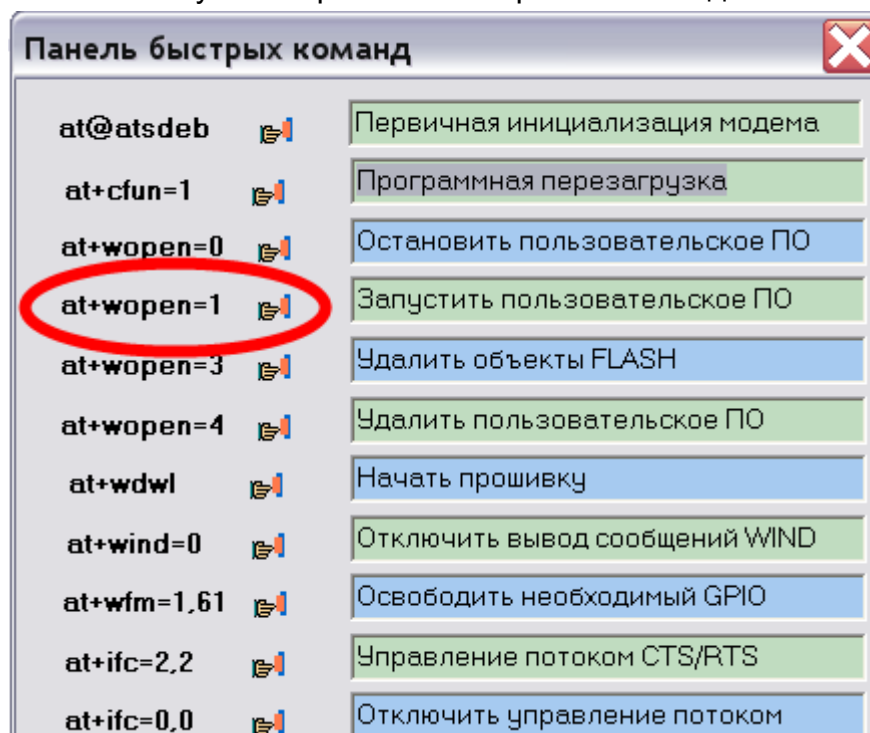 Панель быстрых команд
at@atsdeb Первичная инициализация модема
at+cfun=1 Программная перезагрузка
at+wopen=0 Остановить пользовательское ПО
at+wopen=1 Запустить пользовательское ПО
at+wopen=3 Удалить объекты FLASH
at+wopen=4 Удалить пользовательское ПО
at+wdwl Начать прошивку
at+wind=0 Отключить вывод сообщений WIND
at+wfm=1,61 Освободить необходимый GPIO
at+ifc=2,2 Управление потоком CTS/RTS
at+ifc=0,0 Отключить управление потоком